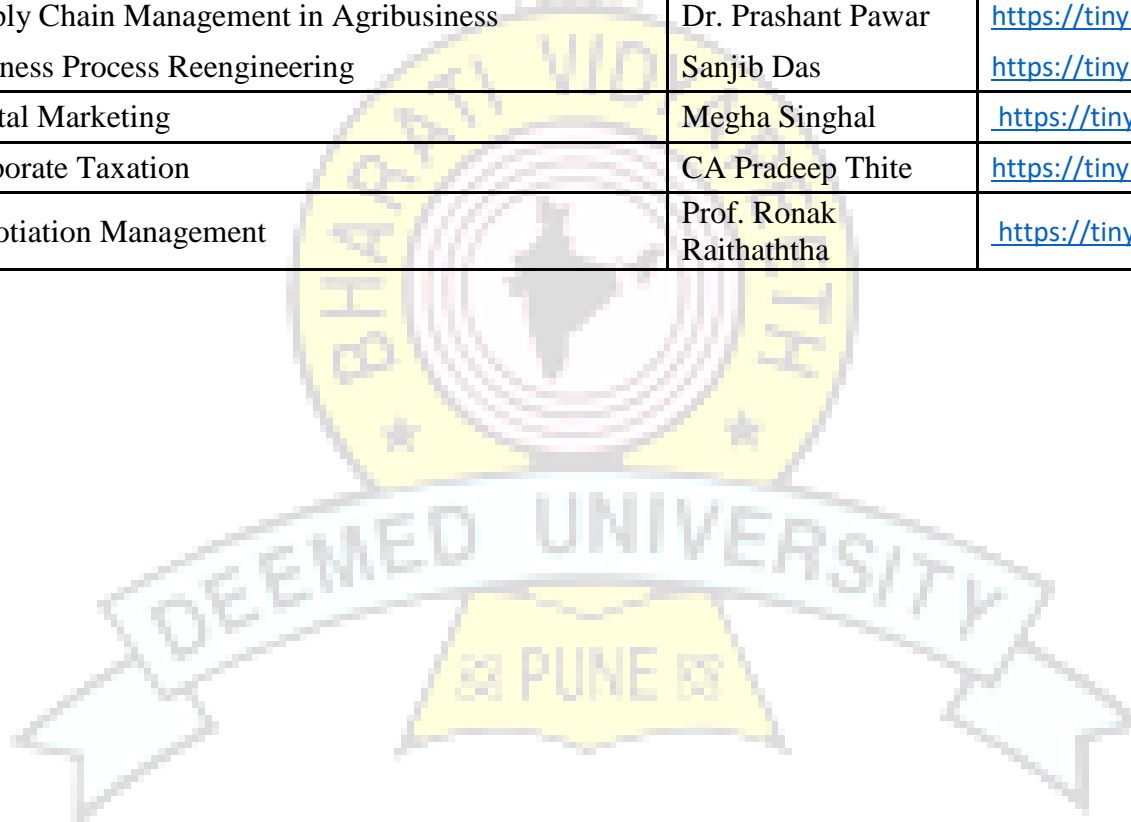 ply Chain Management in Agribusiness Dr. Prashant Pawar https://tiny
iness Process Reengineering Sanjib Das https://tiny
ital Marketing Megha Singhal https://tiny
porate Taxation CA Pradeep Thite https://tiny
otiation Management Prof. Ronak
Raithaththa https://tiny
BHARATI VIDYAPEETH
DEEMED UNIVERSITY
PUNE